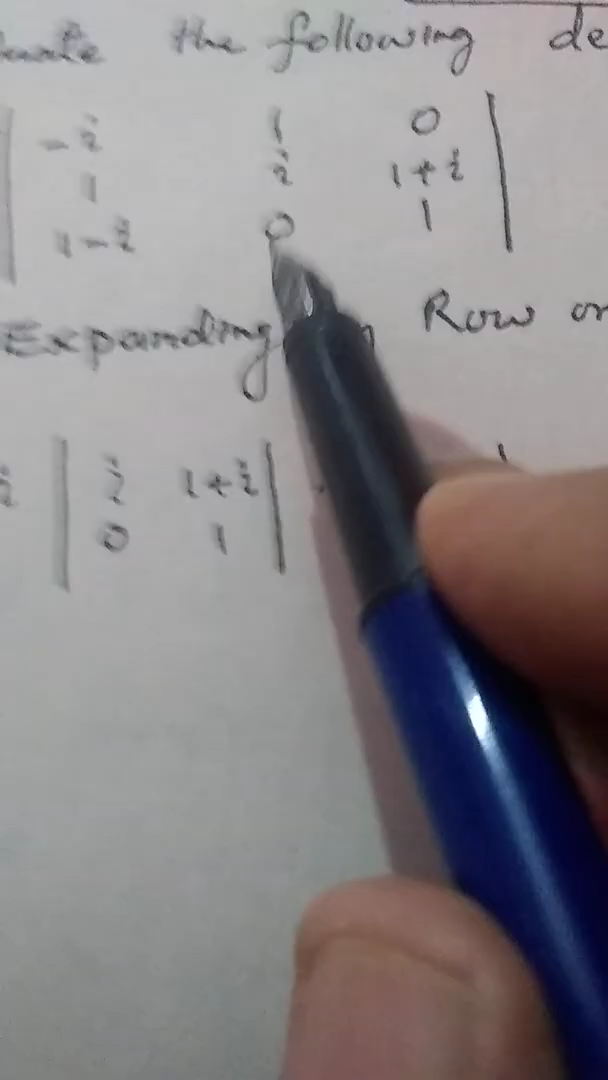 the following
-i 1 0
1 i 1+i
1-i 0 1
Expanding Row
i i 1+i
0 1